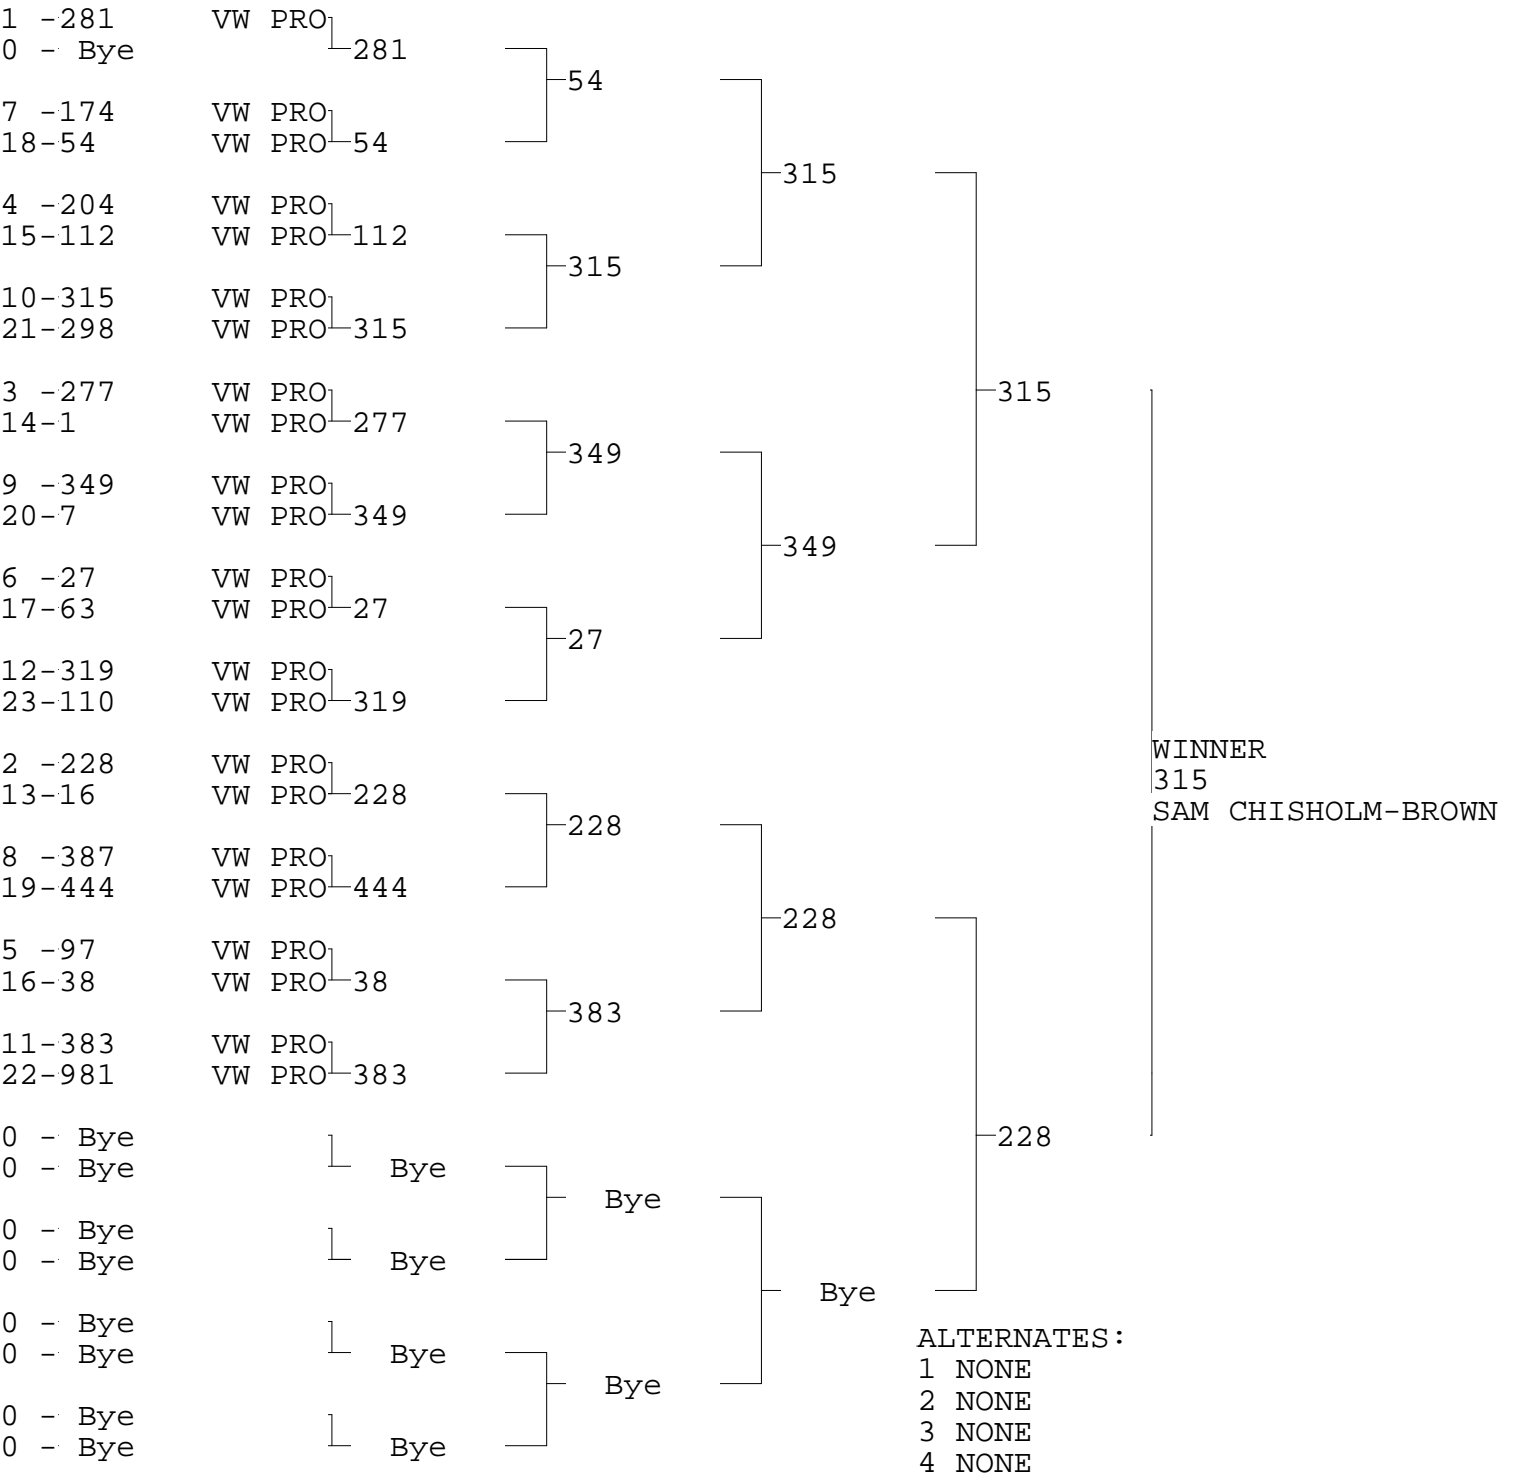 1 -281 VW PRO
0 - Bye 281
54
7 -174 VW PRO
18-54 VW PRO 54
315
4 -204 VW PRO
15-112 VW PRO 112
315
10-315 VW PRO
21-298 VW PRO 315
3 -277 VW PRO 315
14-1 VW PRO 277
349
9 -349 VW PRO
20-7 VW PRO 349
349
6 -27 VW PRO
17-63 VW PRO 27
27
12-319 VW PRO
23-110 VW PRO 319
WINNER
2 -228 VW PRO
315
13-16 VW PRO 228
SAM CHISHOLM-BROWN
228
8 -387 VW PRO
19-444 VW PRO 444
228
5 -97 VW PRO
16-38 VW PRO 38
383
11-383 VW PRO
22-981 VW PRO 383
0 - Bye 228
0 - Bye Bye
Bye
0 - Bye
0 - Bye Bye
Bye
0 - Bye
ALTERNATES:
0 - Bye Bye
1 NONE
Bye
2 NONE
0 - Bye
3 NONE
0 - Bye Bye
4 NONE